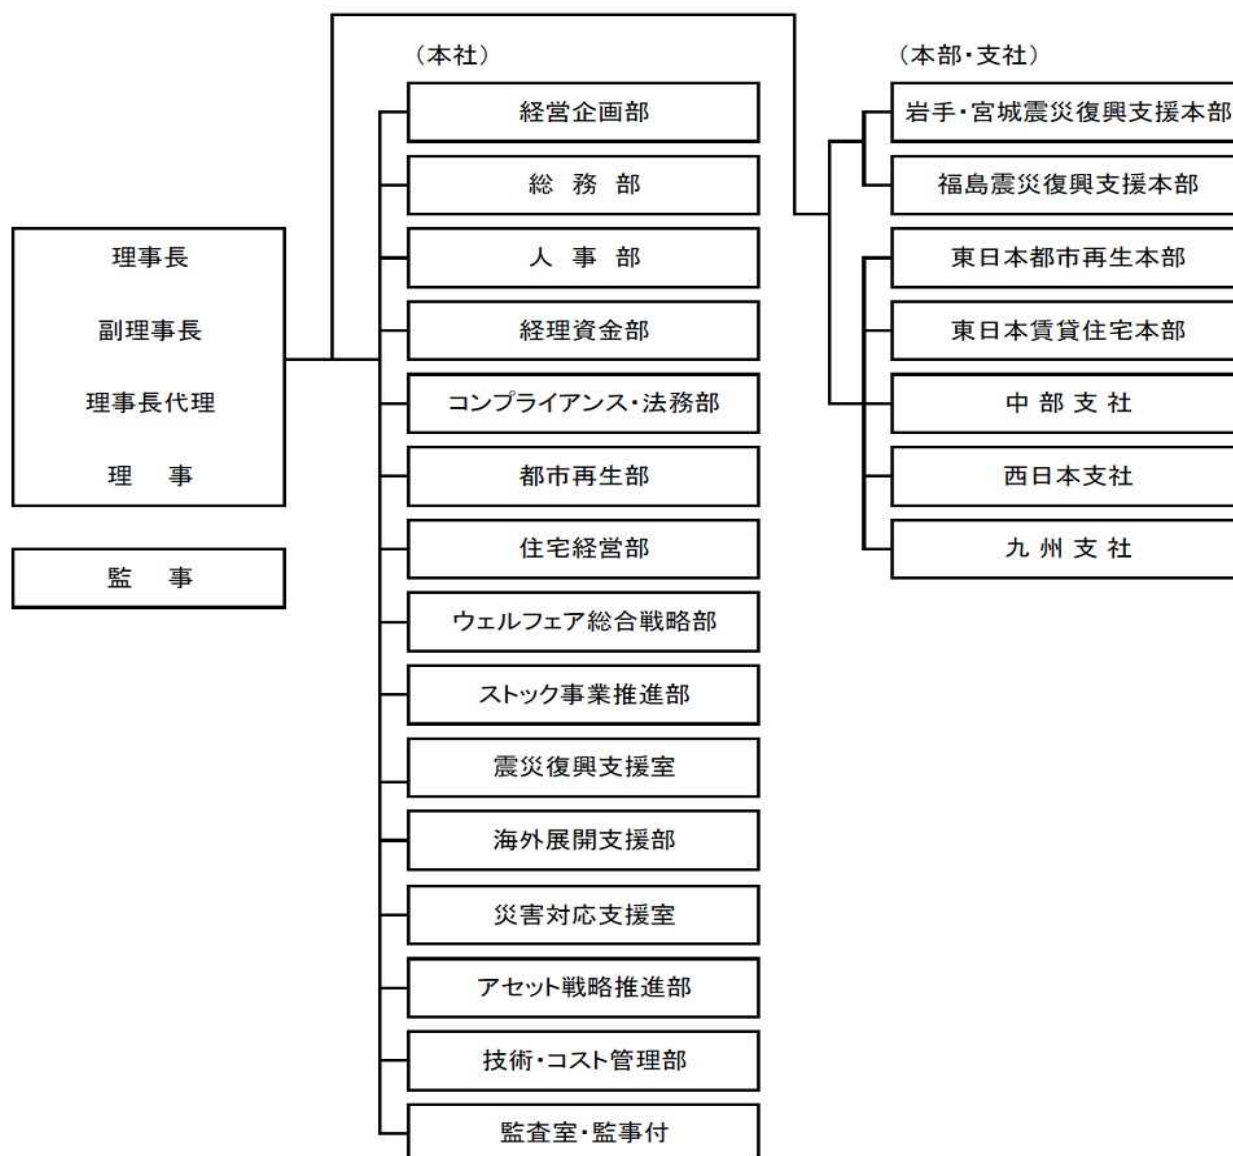 理事長
副理事長
理事長代理
理　事
監　事
（本社）
経営企画部
総 務 部
人 事 部
経理資金部
コンプライアンス・法務部
都市再生部
住宅経営部
ウェルフェア総合戦略部
ストック事業推進部
震災復興支援室
海外展開支援部
災害対応支援室
アセット戦略推進部
技術・コスト管理部
監査室・監事付
（本部・支社）
岩手・宮城震災復興支援本部
福島震災復興支援本部
東日本都市再生本部
東日本賃貸住宅本部
中 部 支 社
西日本支社
九 州 支 社